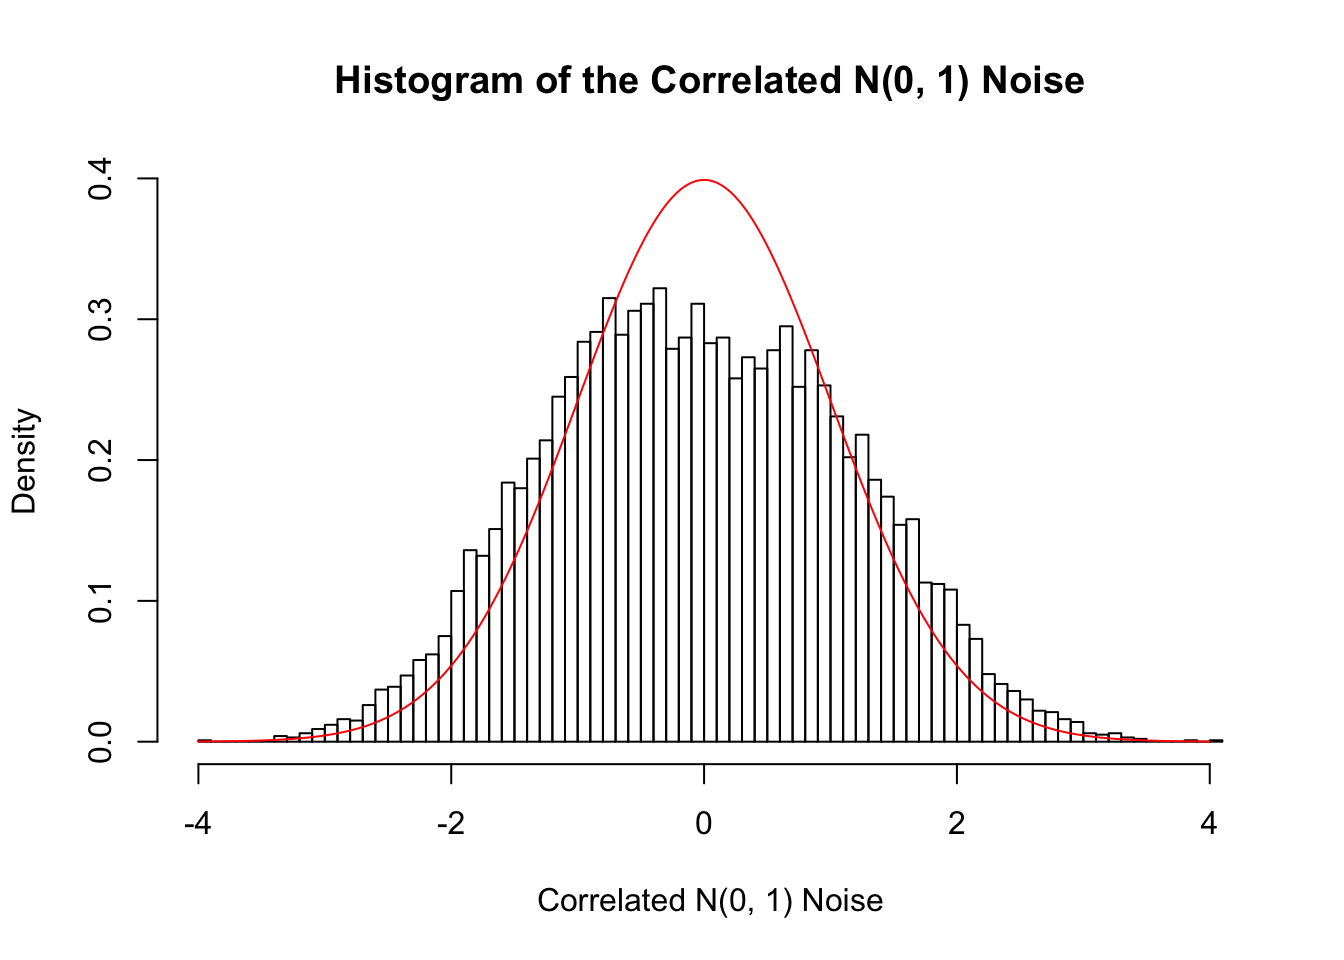 Histogram of the Correlated N(0, 1) Noise
0.4
0.3
0.2
0.1
0.0
Density
-4 -2 0 2 4
Correlated N(0, 1) Noise